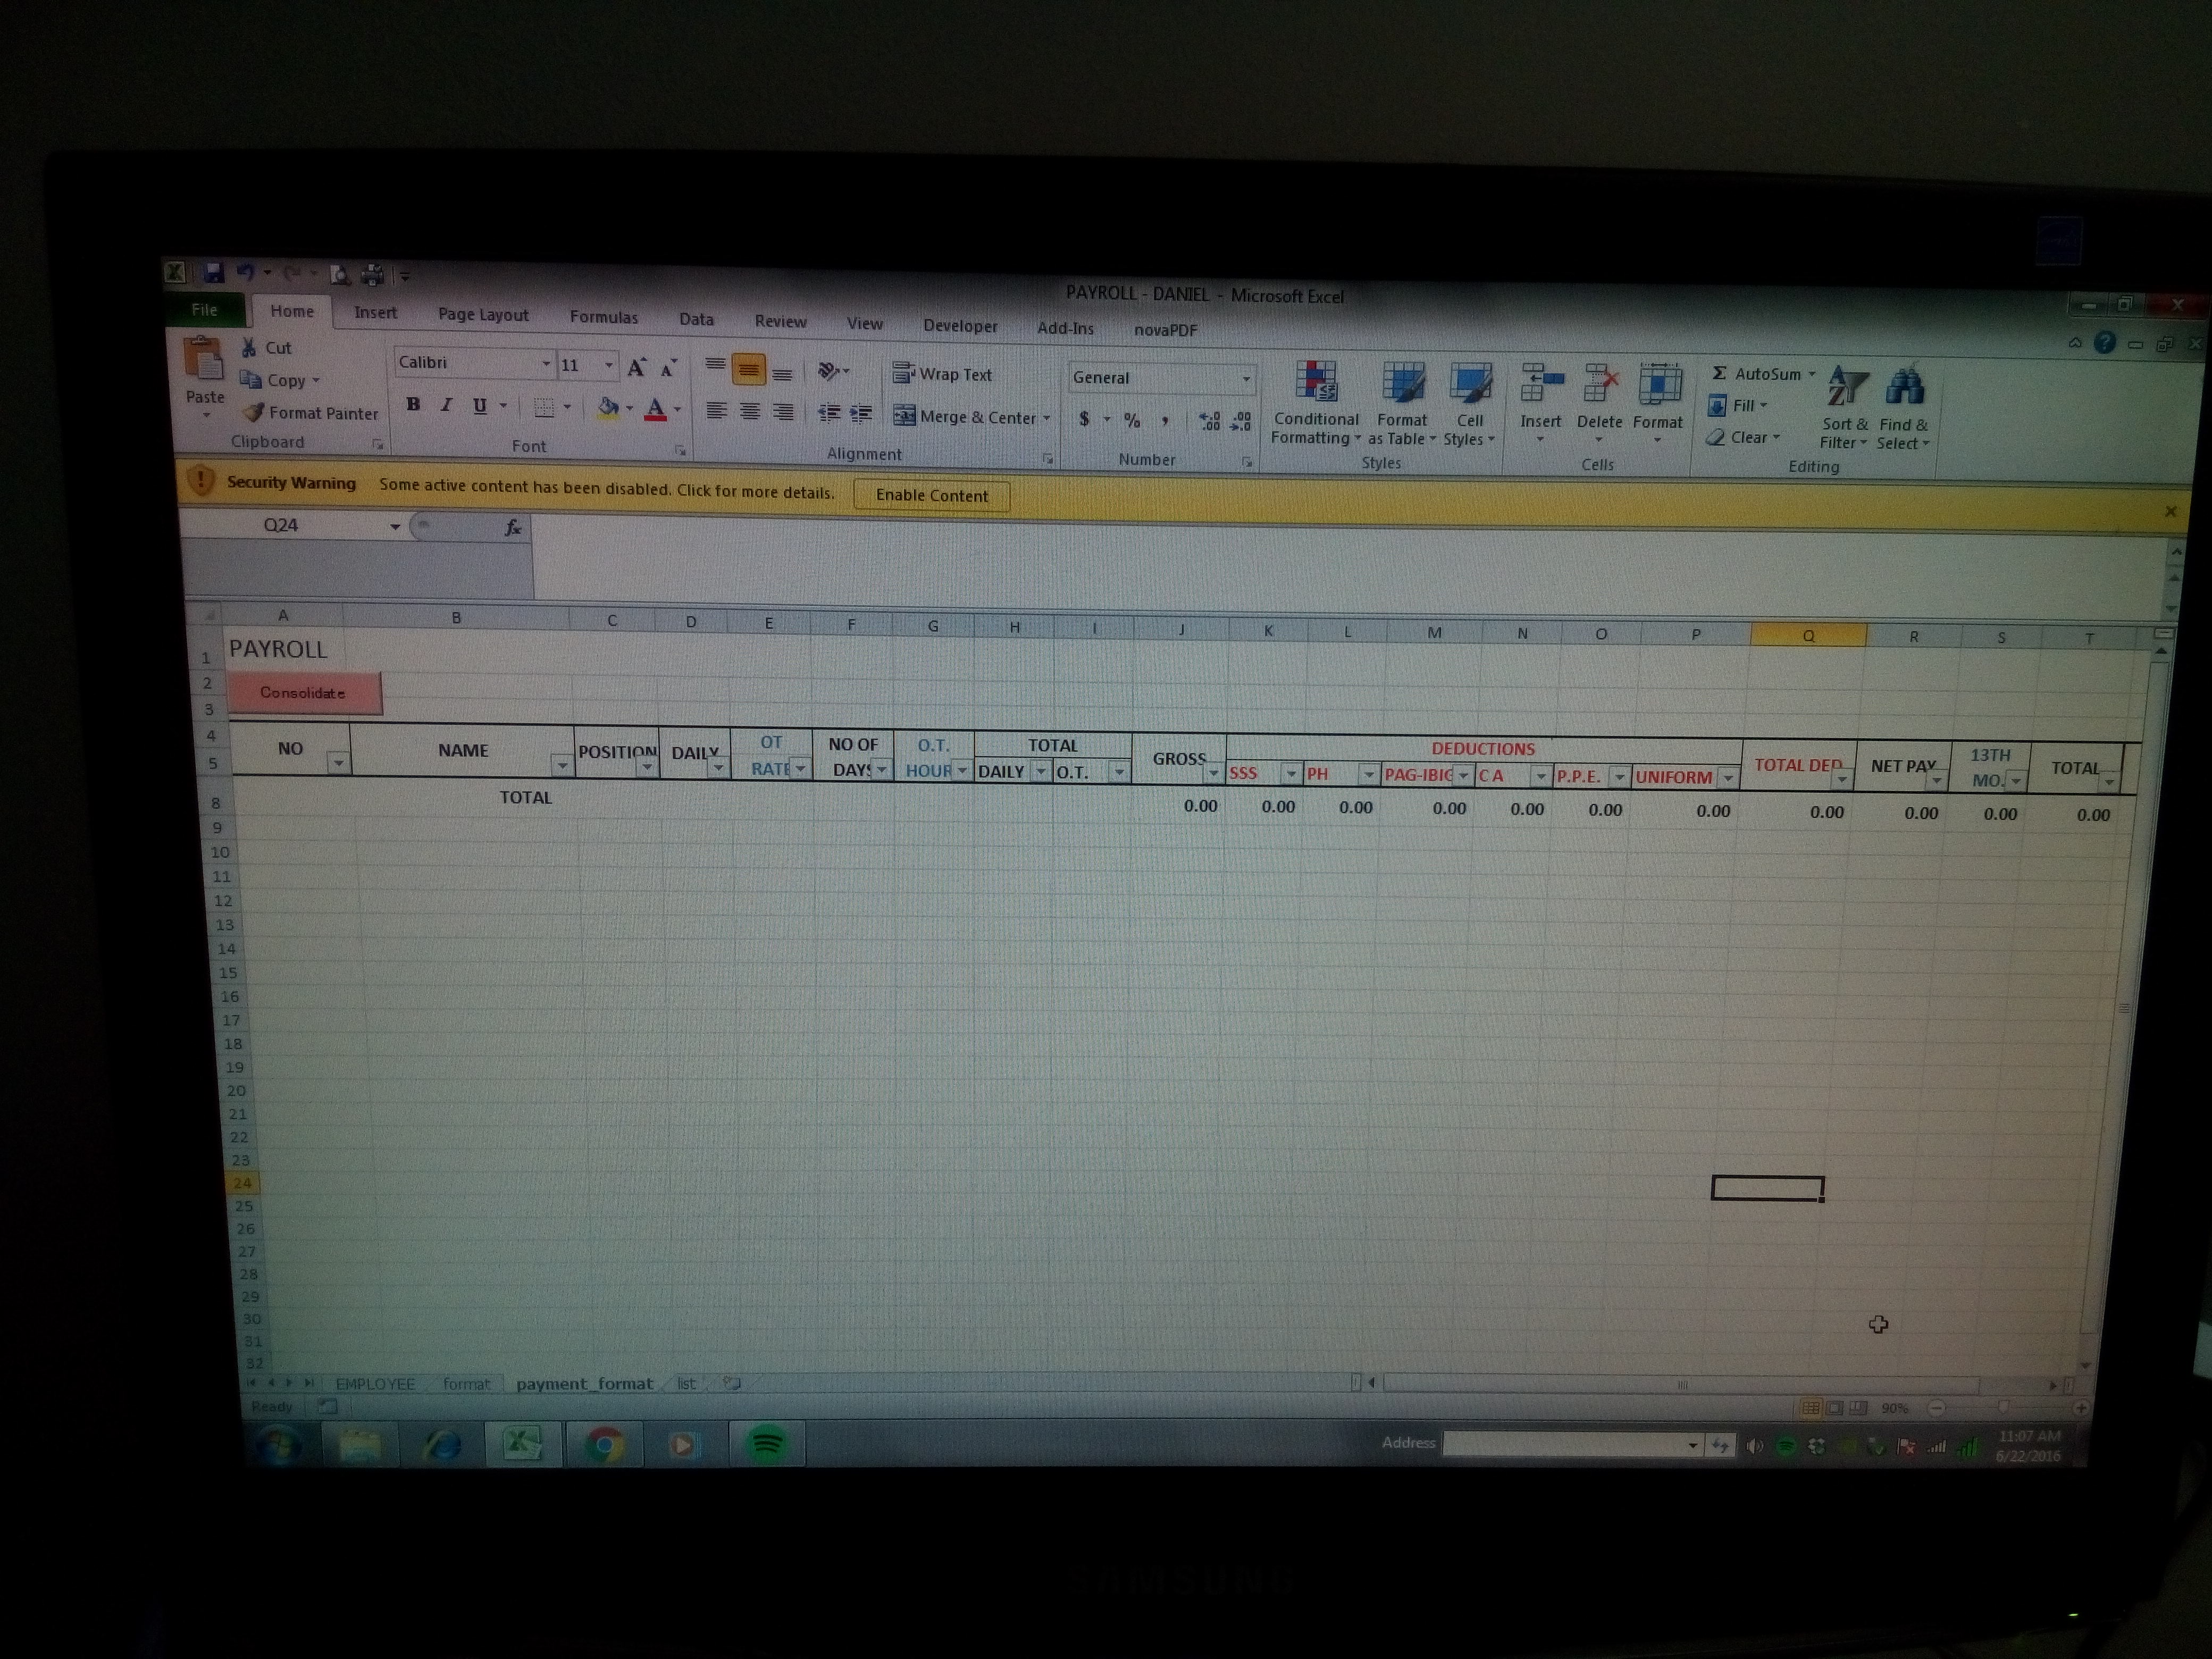 PAYROLL - DANIEL - Microsoft Excel
File Home Insert Page Layout Formulas Data Review View Developer Add-Ins novaPDF
Cut
Copy
Format Painter
Paste
Clipboard
Calibri 11
B I U
Font
Wrap Text
Merge & Center
Alignment
General
$ % ,
Number
Conditional Formatting
Format as Table
Cell Styles
Styles
Insert Delete Format
Cells
Σ AutoSum
Fill
Clear
Sort & Filter
Find & Select
Editing
Security Warning Some active content has been disabled. Click for more details. Enable Content
Q24 fx
A B C D E F G H I J K L M N O P Q R S T
1 PAYROLL
2
Consolidate
3
4 NO NAME POSITION DAILY OT RATE NO OF DAYS O.T. HOUR TOTAL GROSS DEDUCTIONS TOTAL DED NET PAY 13TH MO. TOTAL
5 DAILY O.T. SSS PH PAG-IBIG C A P.P.E. UNIFORM
8 TOTAL 0.00 0.00 0.00 0.00 0.00 0.00 0.00 0.00 0.00 0.00 0.00
9
10
11
12
13
14
15
16
17
18
19
20
21
22
23
24
25
26
27
28
29
30
31
32
EMPLOYEE format payment_format list
Ready 90%
Address
11:07 AM
6/22/2016
SAMSUNG